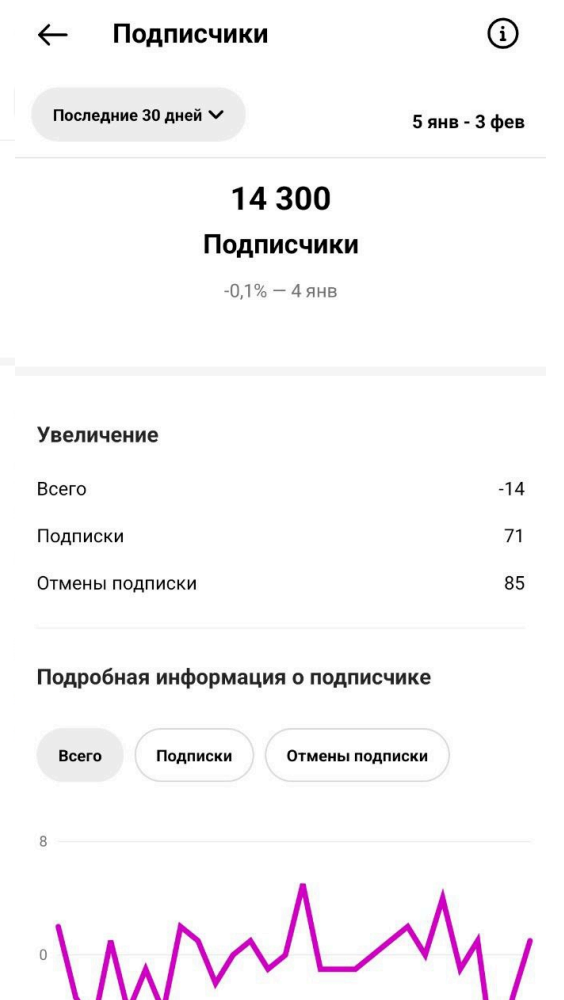 Подписчики
Последние 30 дней
5 янв - 3 фев
14 300
Подписчики
-0,1% — 4 янв
Увеличение
Всего -14
Подписки 71
Отмены подписки 85
Подробная информация о подписчике
Всего Подписки Отмены подписки
8
0